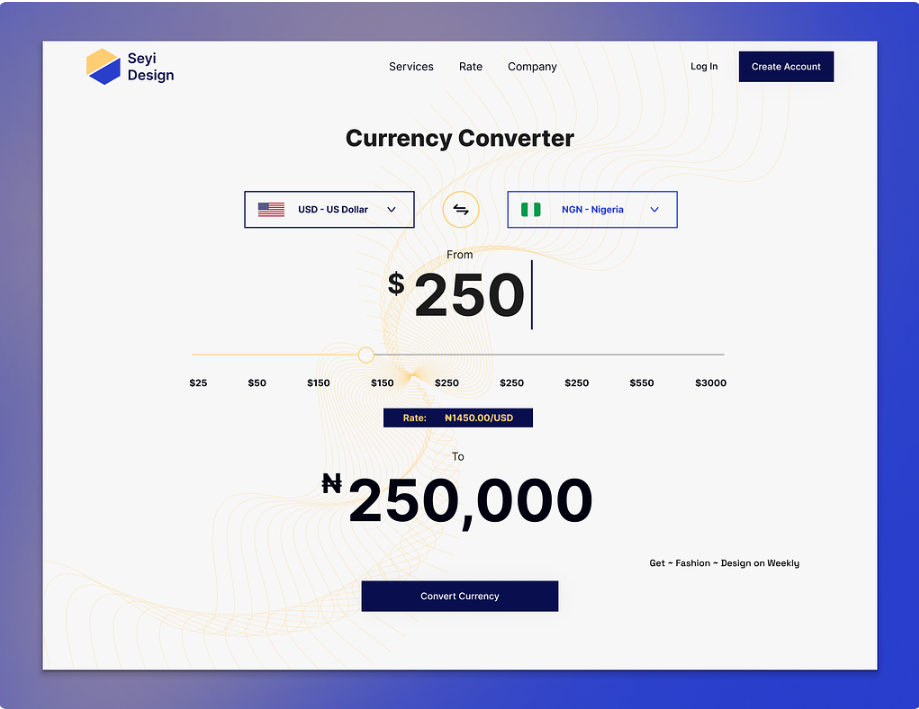 Seyi
Design
Services Rate Company Log In Create Account
Currency Converter
USD - US Dollar NGN - Nigeria
From
$ 250
$25 $50 $150 $150 $250 $250 $250 $550 $3000
Rate: ₦1450.00/USD
To
₦ 250,000
Get ~ Fashion ~ Design on Weekly
Convert Currency